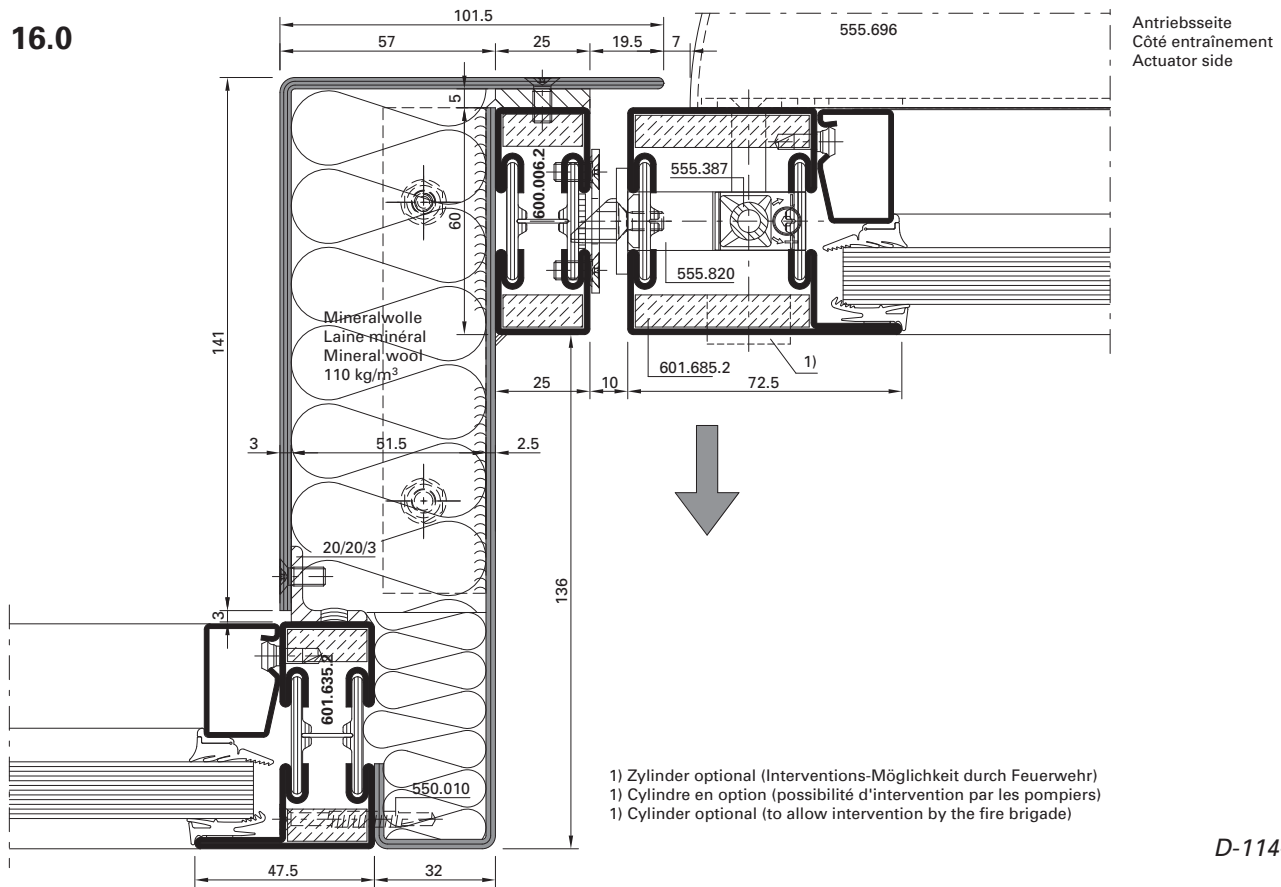 16.0
101.5
57
25
19.5
7
555.696
Antriebsseite
Côté entraînement
Actuator side
5
600.006.2
60
555.387
555.820
Mineralwolle
Laine minéral
Mineral wool
110 kg/m³
141
601.685.2
1)
25
10
72.5
3
51.5
2.5
20/20/3
136
3
601.635.2
550.010
1) Zylinder optional (Interventions-Möglichkeit durch Feuerwehr)
1) Cylindre en option (possibilité d'intervention par les pompiers)
1) Cylinder optional (to allow intervention by the fire brigade)
D-114
47.5
32